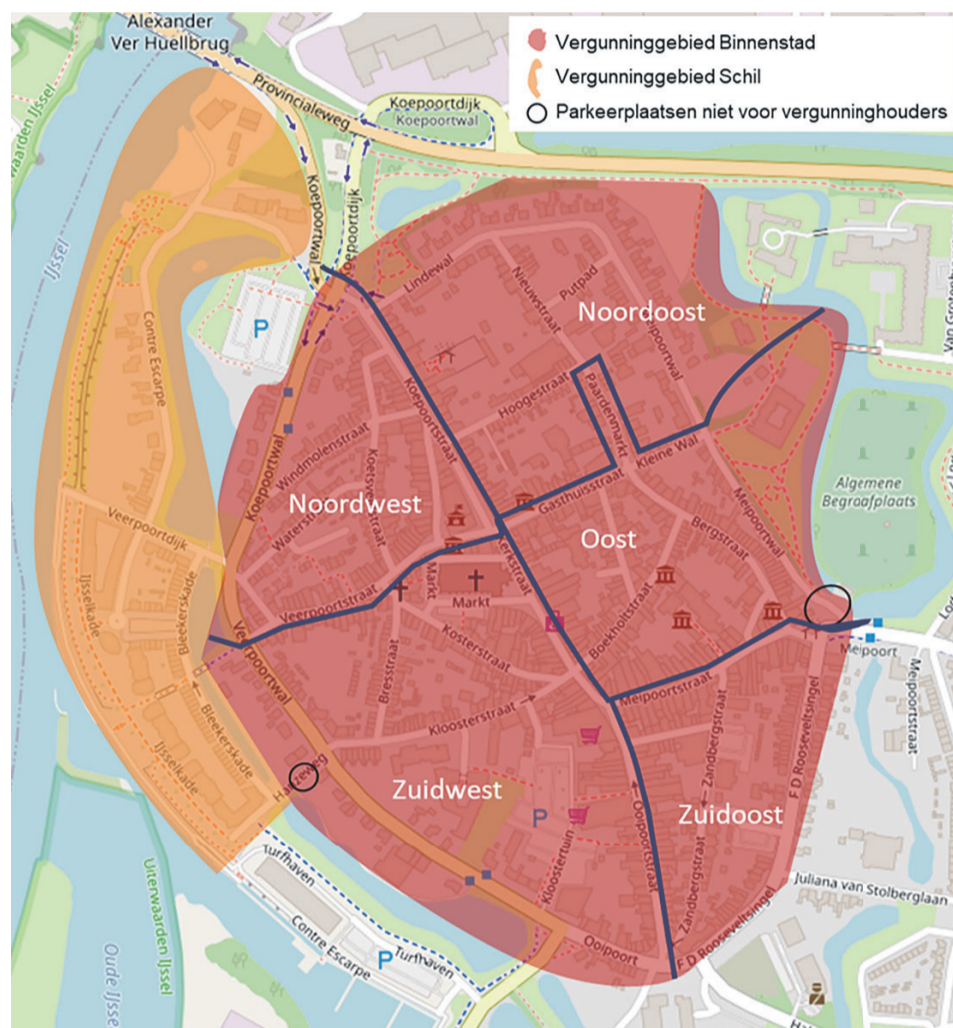 Alexander
Ver Huellbrug
Vergunninggebied Binnenstad
Vergunninggebied Schil
Parkeerplaatsen niet voor vergunninghouders
Provincialeweg
Koepoortdijk
Koepoortwal
IJssel
Koepoortwal
Koepoortdijk
Lindewal
Nieuwstraat
Putpad
Noordoost
Meipoortwal
Contre Escarpe
P
Koepoortstraat
Hoogestraat
Paardenmarkt
Kleine Wal
Windmolenstraat
Koepoortwal
Noordwest
Gasthuisstraat
Meipoortwal
Algemene
Begraafplaats
Veerpoortdijk
Oost
Bergstraat
Kerkstraat
Markt
Markt
Veerpoortstraat
IJsselkade
Bleekerskade
Veerpoortwal
Kosterstraat
Boekholtstraat
Bresstraat
Meipoort
Meipoortstraat
Meipoortstraat
Kloosterstraat
Bleekerskade
IJsselkade
Zandbergstraat
F D Rooseveltsingel
Zuidwest
Zuidoost
P
Kloostertuin
Ooipoortstraat
Zandbergstraat
Juliana van Stolberglaan
F D Rooseveltsingel
Ooipoort
Turfhaven
Contre Escarpe
P
Turfhaven
Uiterwaarden IJssel
Oude IJssel